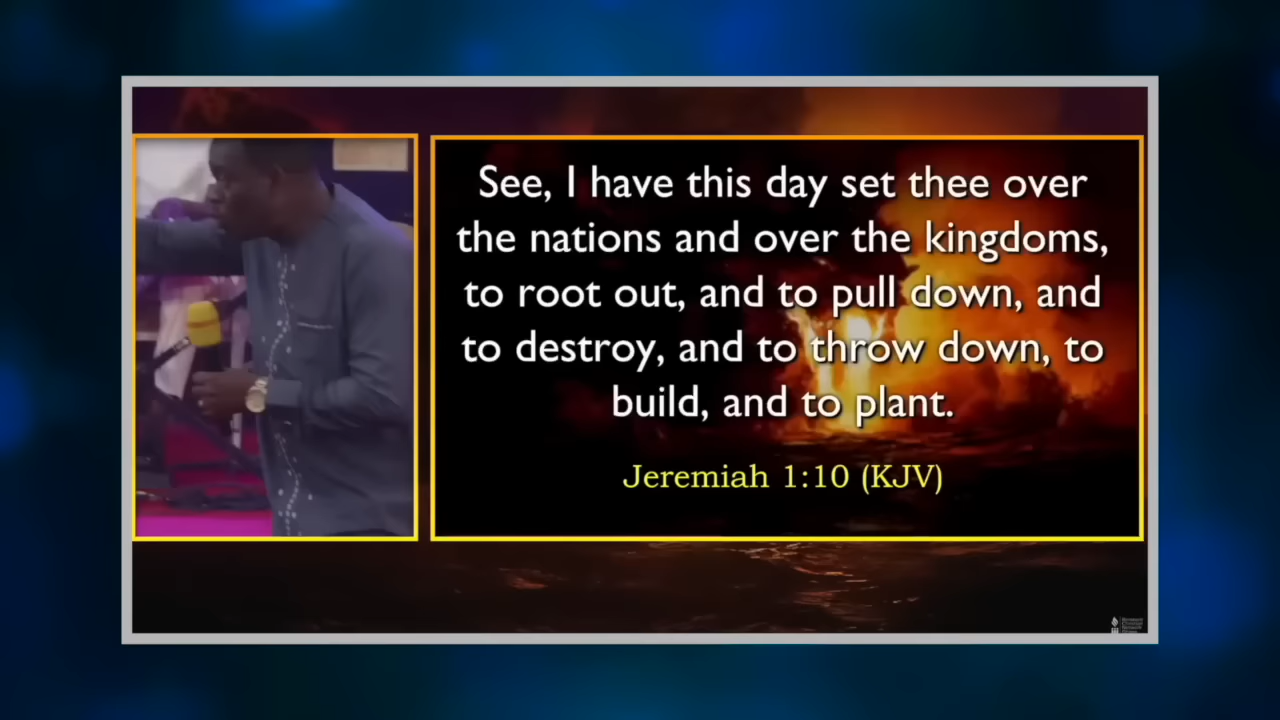 See, I have this day set thee over
the nations and over the kingdoms,
to root out, and to pull down, and
to destroy, and to throw down, to
build, and to plant.
Jeremiah 1:10 (KJV)